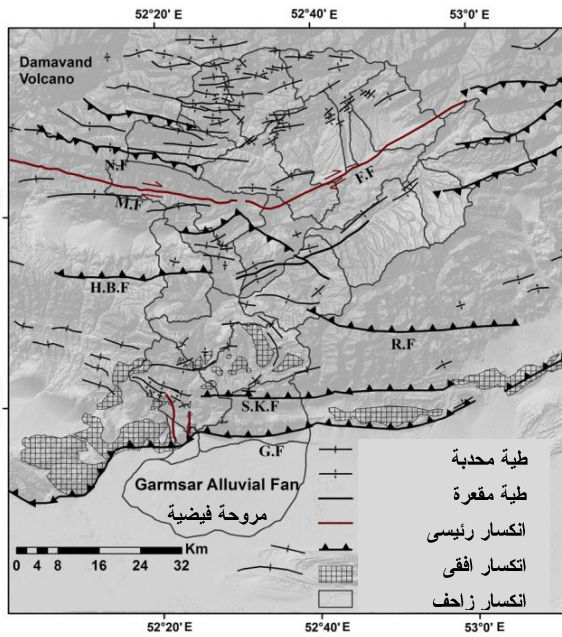 52°20' E
52°40' E
53°0' E
Damavand
Volcano
N.F
M.F
F.F
H.B.F
R.F
S.K.F
G.F
Garmsar Alluvial Fan
مروحة فيضية
Km
0 4 8 16 24 32
طية محدبة
طية مقعرة
انكسار رئيسى
اتكسار افقى
انكسار زاحف
52°20' E
52°40' E
53°0' E